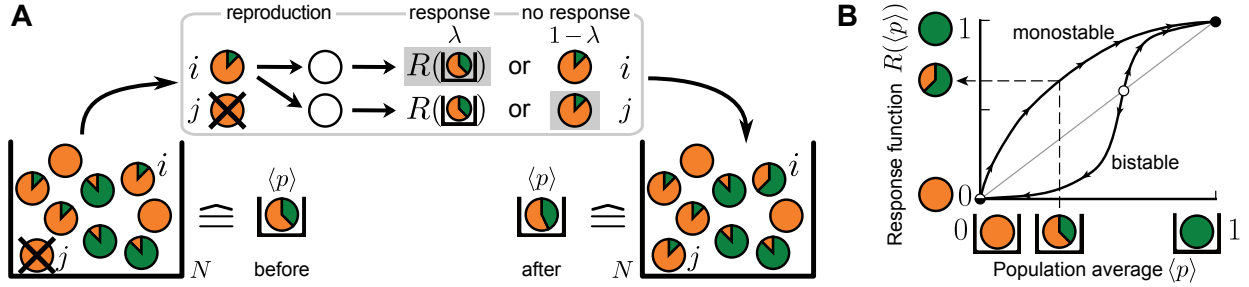 A
reproduction
response
no response
λ
1 − λ
i
R( )
or
i
j
R( )
or
j
i
j
N
≙
⟨p⟩
before
⟨p⟩
after
≙
N
i
j
B
Response function R(⟨p⟩)
1
0
monostable
bistable
0
1
Population average ⟨p⟩